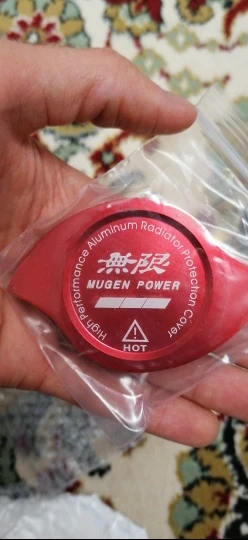 High Performance Aluminum Radiator Protection Cover
無限
MUGEN POWER
HOT